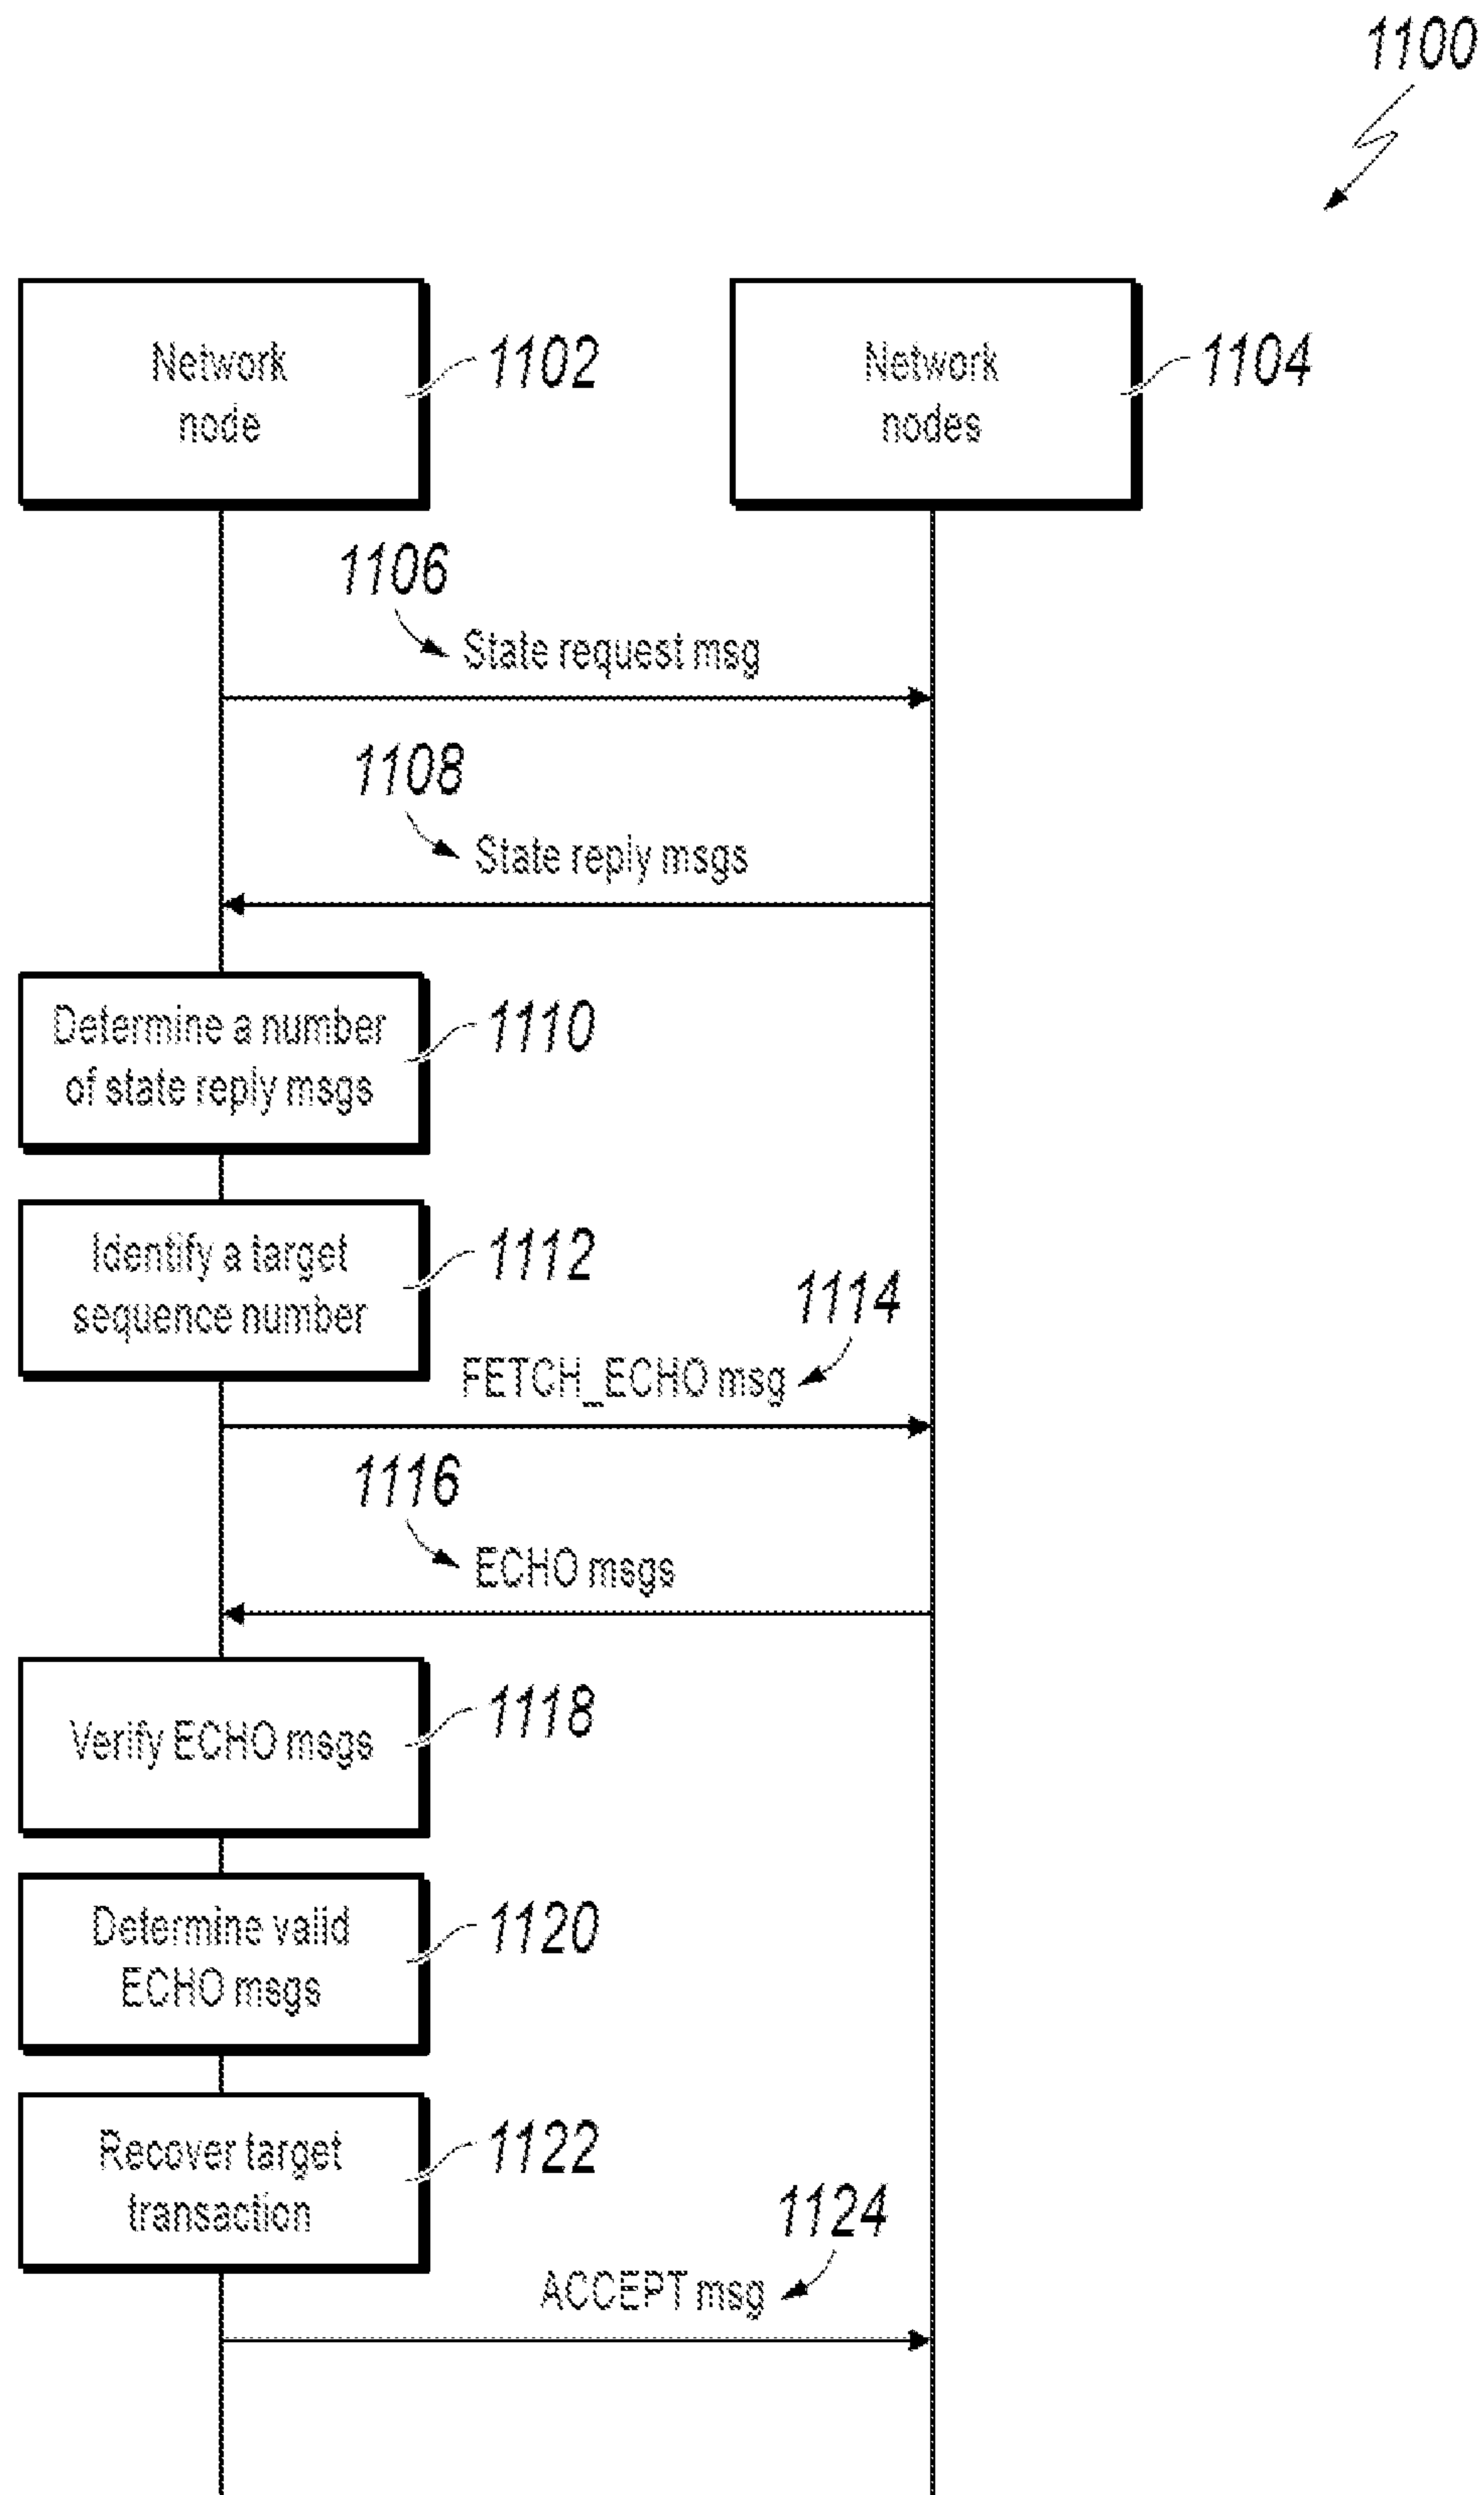 1100
Network
node
1102
Network
nodes
1104
1106
State request msg
1108
State reply msgs
Determine a number
of state reply msgs
1110
Identify a target
sequence number
1112
1114
FETCH_ECHO msg
1116
ECHO msgs
Verify ECHO msgs
1118
Determine valid
ECHO msgs
1120
Recover target
transaction
1122
1124
ACCEPT msg